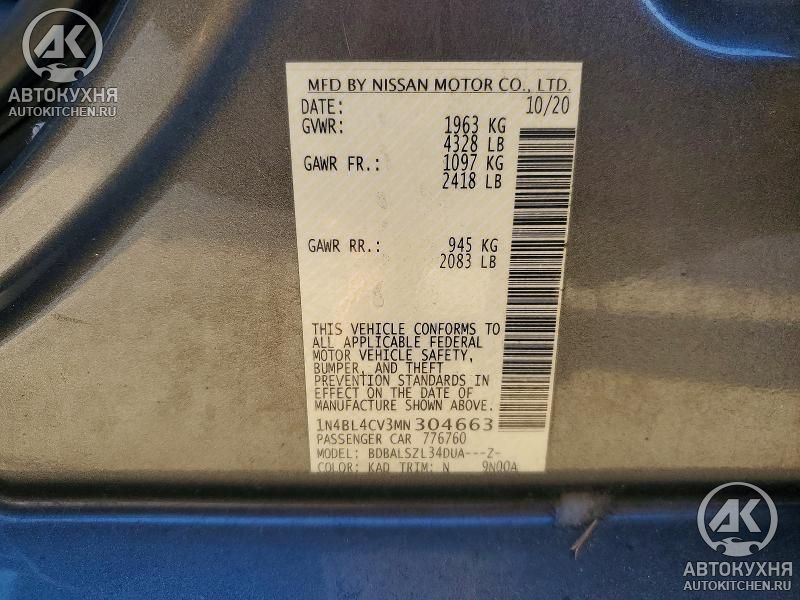 AK
АВТОКУХНЯ
AUTOKITCHEN.RU
MFD BY NISSAN MOTOR CO., LTD.
DATE: 10/20
GVWR: 1963 KG
4328 LB
GAWR FR.: 1097 KG
2418 LB
GAWR RR.: 945 KG
2083 LB
THIS VEHICLE CONFORMS TO
ALL APPLICABLE FEDERAL
MOTOR VEHICLE SAFETY,
BUMPER, AND THEFT
PREVENTION STANDARDS IN
EFFECT ON THE DATE OF
MANUFACTURE SHOWN ABOVE.
1N4BL4CV3MN304663
PASSENGER CAR 776760
MODEL: BDBALSZL34DUA---Z-
COLOR: KAD TRIM: N 9N00A
AK
АВТОКУХНЯ
AUTOKITCHEN.RU